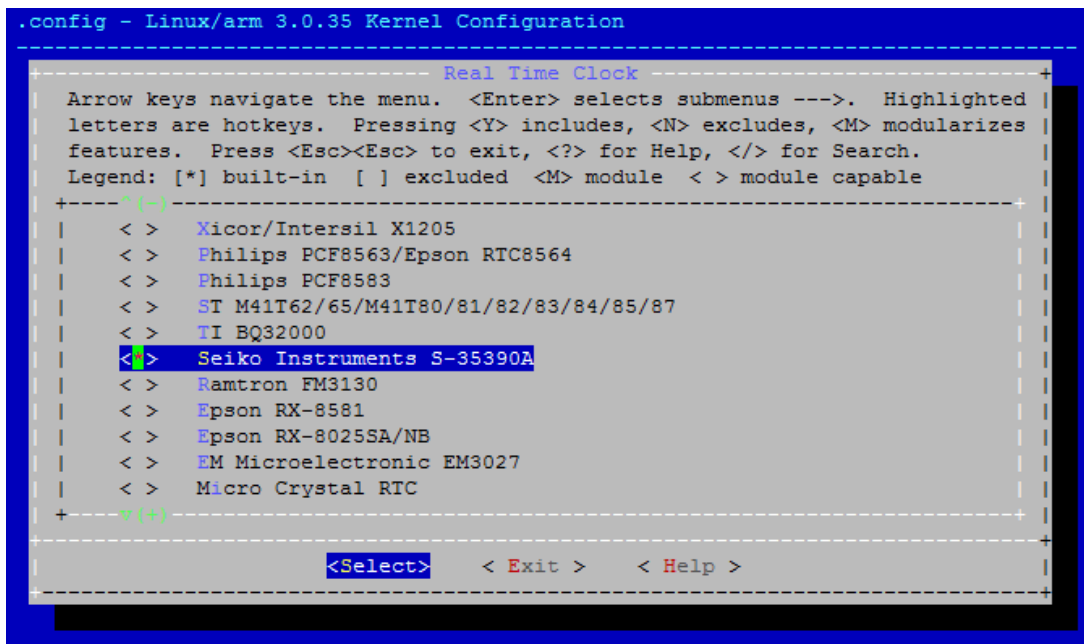 .config - Linux/arm 3.0.35 Kernel Configuration
Real Time Clock
Arrow keys navigate the menu.  <Enter> selects submenus --->.  Highlighted
letters are hotkeys.  Pressing <Y> includes, <N> excludes, <M> modularizes
features.  Press <Esc><Esc> to exit, <?> for Help, </> for Search.
Legend: [*] built-in  [ ] excluded  <M> module  < > module capable
^(-)
< >   Xicor/Intersil X1205
< >   Philips PCF8563/Epson RTC8564
< >   Philips PCF8583
< >   ST M41T62/65/M41T80/81/82/83/84/85/87
< >   TI BQ32000
<*>   Seiko Instruments S-35390A
< >   Ramtron FM3130
< >   Epson RX-8581
< >   Epson RX-8025SA/NB
< >   EM Microelectronic EM3027
< >   Micro Crystal RTC
v(+)
<Select>    < Exit >    < Help >